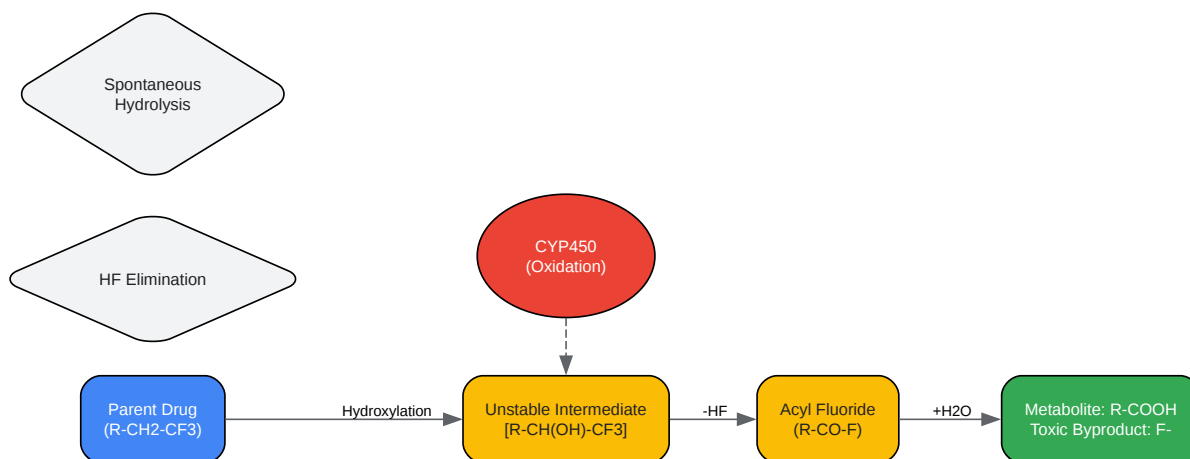 Spontaneous
Hydrolysis
HF Elimination
CYP450
(Oxidation)
Parent Drug
(R-CH2-CF3)
Hydroxylation
Unstable Intermediate
[R-CH(OH)-CF3]
-HF
Acyl Fluoride
(R-CO-F)
+H2O
Metabolite: R-COOH
Toxic Byproduct: F-